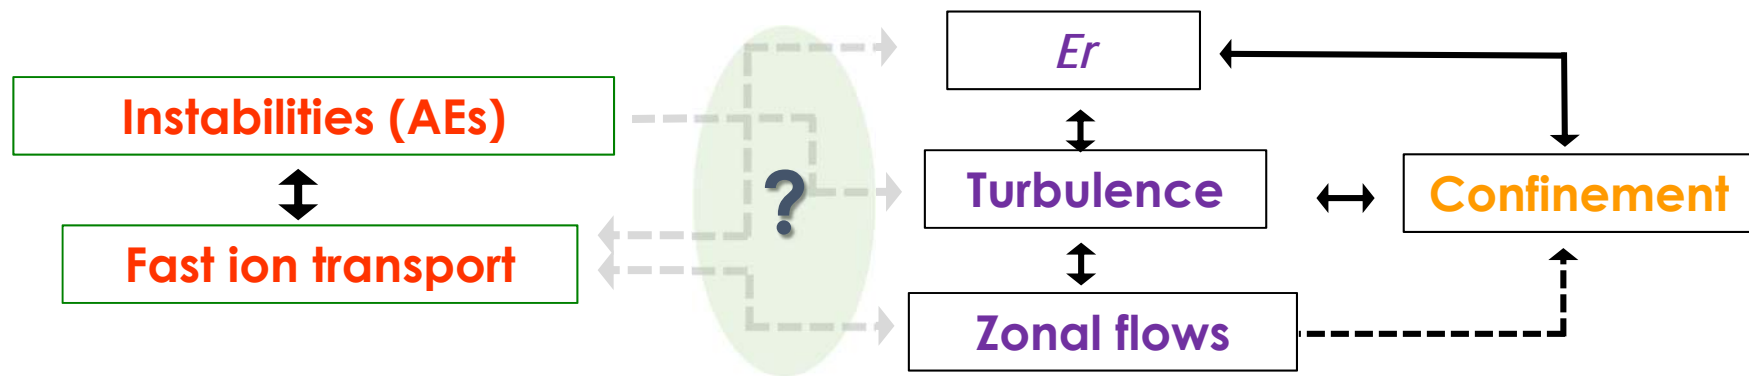 Er
Instabilities (AEs)
Turbulence
Confinement
?
Fast ion transport
Zonal flows